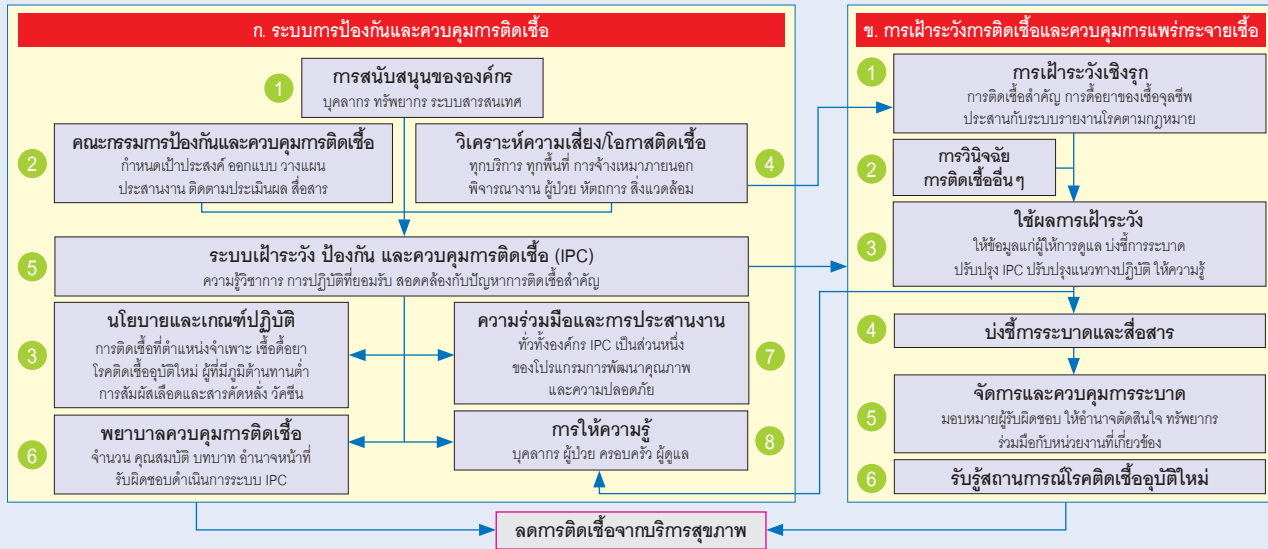 ก. ระบบการป้องกันและควบคุมการติดเชื้อ
1
การสนับสนุนขององค์กร
บุคลากร ทรัพยากร ระบบสารสนเทศ
2
คณะกรรมการป้องกันและควบคุมการติดเชื้อ
กำหนดเป้าประสงค์ ออกแบบ วางแผน
ประสานงาน ติดตามประเมินผล สื่อสาร
วิเคราะห์ความเสี่ยง/โอกาสติดเชื้อ
ทุกบริการ ทุกพื้นที่ การจ้างเหมาภายนอก
พิจารณางาน ผู้ป่วย หัตถการ สิ่งแวดล้อม
4
5
ระบบเฝ้าระวัง ป้องกัน และควบคุมการติดเชื้อ (IPC)
ความรู้วิชาการ การปฏิบัติที่ยอมรับ สอดคล้องกับปัญหาการติดเชื้อสำคัญ
3
นโยบายและเกณฑ์ปฏิบัติ
การติดเชื้อที่ตำแหน่งจำเพาะ เชื้อดื้อยา
โรคติดเชื้ออุบัติใหม่ ผู้ที่มีภูมิต้านทานต่ำ
การสัมผัสเลือดและสารคัดหลั่ง วัคซีน
ความร่วมมือและการประสานงาน
ทั่วทั้งองค์กร IPC เป็นส่วนหนึ่ง
ของโปรแกรมการพัฒนาคุณภาพ
และความปลอดภัย
7
6
พยาบาลควบคุมการติดเชื้อ
จำนวน คุณสมบัติ บทบาท อำนาจหน้าที่
รับผิดชอบดำเนินการระบบ IPC
การให้ความรู้
บุคลากร ผู้ป่วย ครอบครัว ผู้ดูแล
8
ข. การเฝ้าระวังการติดเชื้อและควบคุมการแพร่กระจายเชื้อ
1
การเฝ้าระวังเชิงรุก
การติดเชื้อสำคัญ การดื้อยาของเชื้อจุลชีพ
ประสานกับระบบรายงานโรคตามกฎหมาย
2
การวินิจฉัย
การติดเชื้ออื่นๆ
3
ใช้ผลการเฝ้าระวัง
ให้ข้อมูลแก่ผู้ให้การดูแล บ่งชี้การระบาด
ปรับปรุง IPC ปรับปรุงแนวทางปฏิบัติ ให้ความรู้
4
บ่งชี้การระบาดและสื่อสาร
5
จัดการและควบคุมการระบาด
มอบหมายผู้รับผิดชอบ ให้อำนาจตัดสินใจ ทรัพยากร
ร่วมมือกับหน่วยงานที่เกี่ยวข้อง
6
รับรู้สถานการณ์โรคติดเชื้ออุบัติใหม่
ลดการติดเชื้อจากบริการสุขภาพ